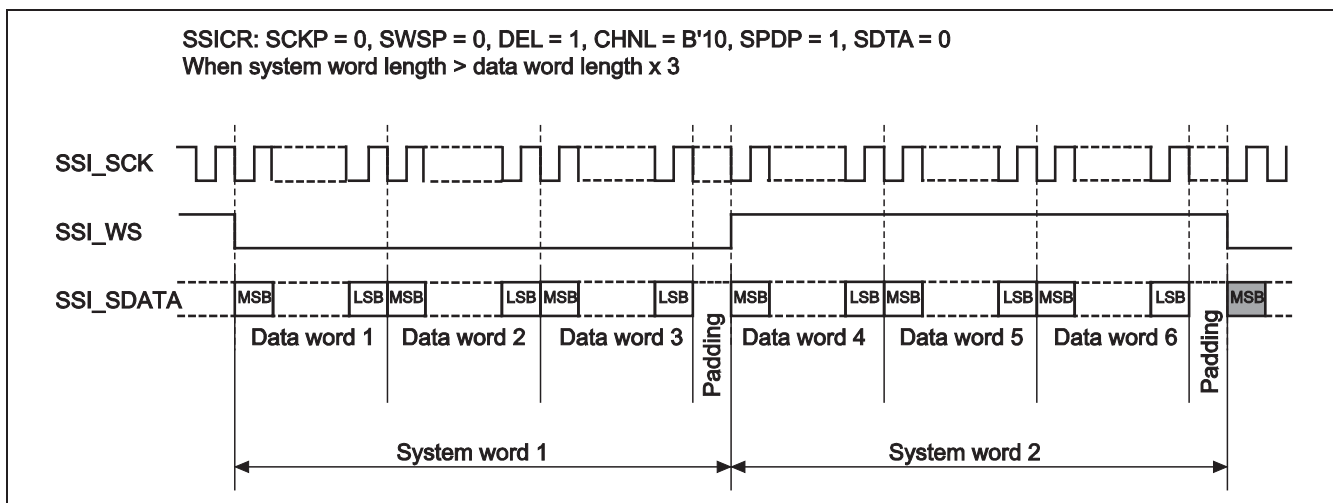 SSICR: SCKP = 0, SWSP = 0, DEL = 1, CHNL = B'10, SPDP = 1, SDTA = 0
When system word length > data word length x 3
SSI_SCK
SSI_WS
SSI_SDATA
MSB LSB MSB LSB MSB LSB MSB LSB MSB LSB MSB LSB MSB
Data word 1 Data word 2 Data word 3 Padding Data word 4 Data word 5 Data word 6 Padding
System word 1 System word 2